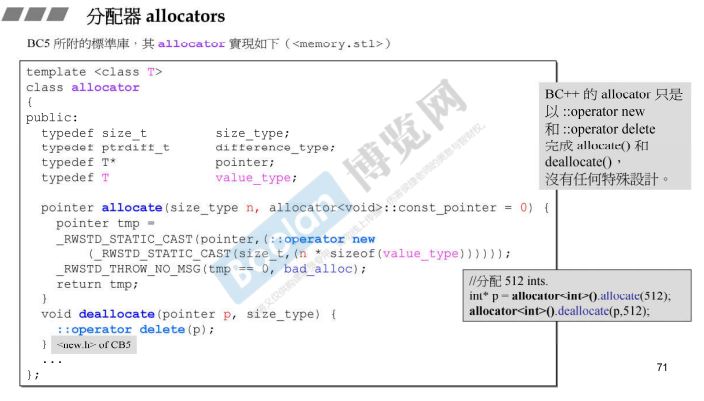 分配器 allocators
BC5 所附的標準庫，其 allocator 實現如下（<memory.stl>）
template <class T>
class allocator
{
public:
typedef size_t size_type;
typedef ptrdiff_t difference_type;
typedef T* pointer;
typedef T value_type;
pointer allocate(size_type n, allocator<void>::const_pointer = 0) {
pointer tmp =
_RWSTD_STATIC_CAST(pointer,(::operator new
(_RWSTD_STATIC_CAST(size_t,(n * sizeof(value_type))))));
_RWSTD_THROW_NO_MSG(tmp == 0, bad_alloc);
return tmp;
}
void deallocate(pointer p, size_type) {
::operator delete(p);
} <new.h> of CB5
...
};
BC++ 的 allocator 只是
以 ::operator new
和 ::operator delete
完成 allocate() 和
deallocate()，
沒有任何特殊設計。
//分配 512 ints.
int* p = allocator<int>().allocate(512);
allocator<int>().deallocate(p,512);
Boolan 博览网
71